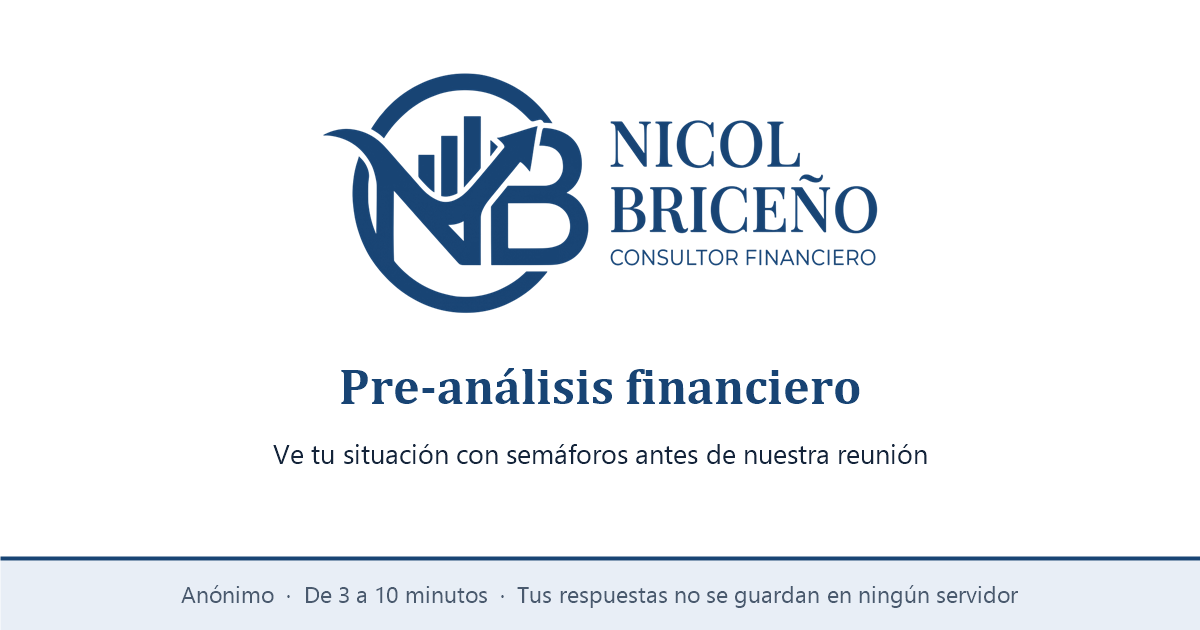 NB
NICOL
BRICEÑO
CONSULTOR FINANCIERO
Pre-análisis financiero
Ve tu situación con semáforos antes de nuestra reunión
Anónimo · De 3 a 10 minutos · Tus respuestas no se guardan en ningún servidor